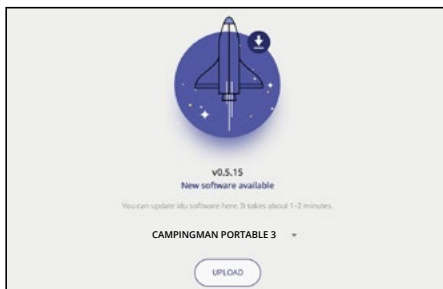 v0.5.15
New software available
You can update idu software here. It takes about 1-2 minutes.
CAMPINGMAN PORTABLE 3
UPLOAD